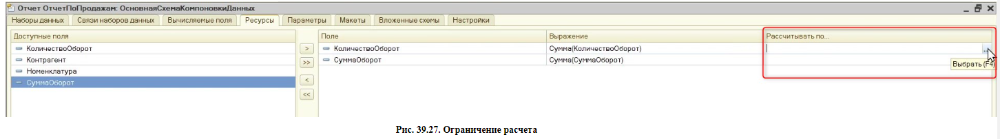 Отчет ОтчетПоПродажам: ОсновнаяСхемаКомпоновкиДанных
Наборы данных Связи наборов данных Вычисляемые поля Ресурсы Параметры Макеты Вложенные схемы Настройки
Доступные поля Поле Выражение Рассчитывать по...
КоличествоОборот > КоличествоОборот Сумма(КоличествоОборот) ...
Контрагент >> СуммаОборот Сумма(СуммаОборот) Выбрать (F4)
Номенклатура
СуммаОборот <
<<
Рис. 39.27. Ограничение расчета